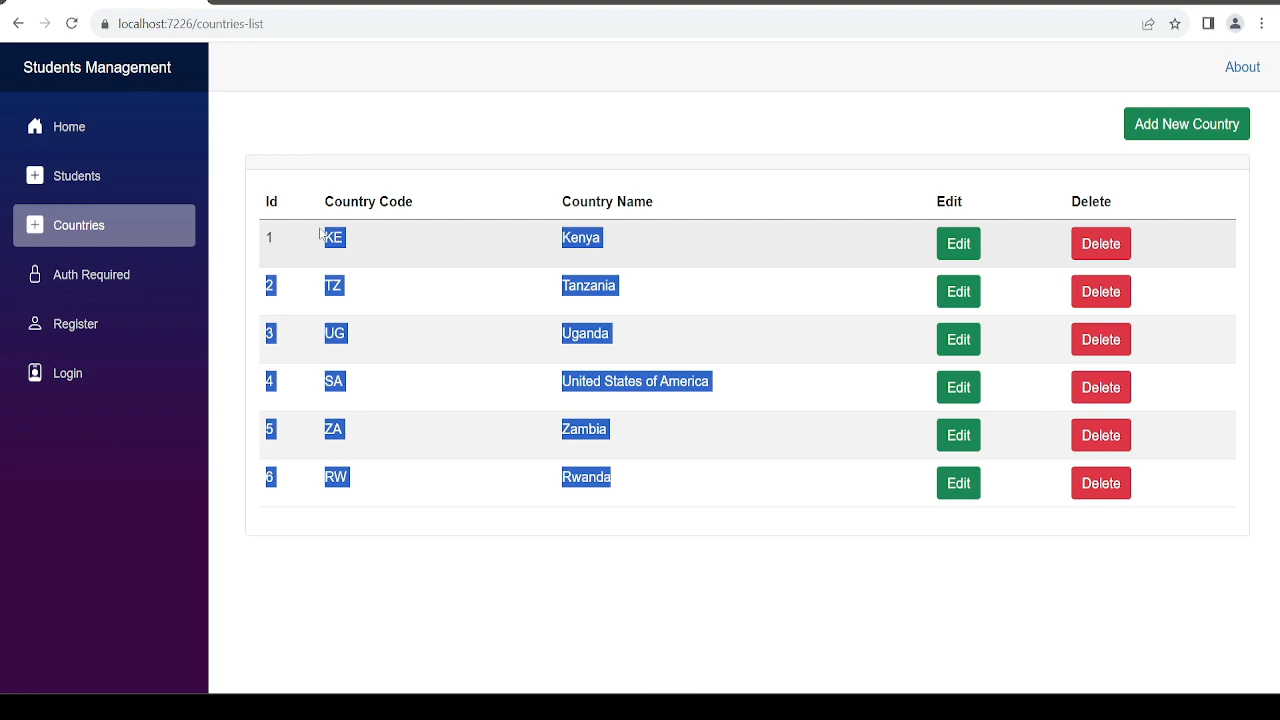 localhost:7226/countries-list
Students Management
About
Home
Students
Countries
Auth Required
Register
Login
Add New Country
Id Country Code Country Name Edit Delete
1 KE Kenya Edit Delete
2 TZ Tanzania Edit Delete
3 UG Uganda Edit Delete
4 SA United States of America Edit Delete
5 ZA Zambia Edit Delete
6 RW Rwanda Edit Delete